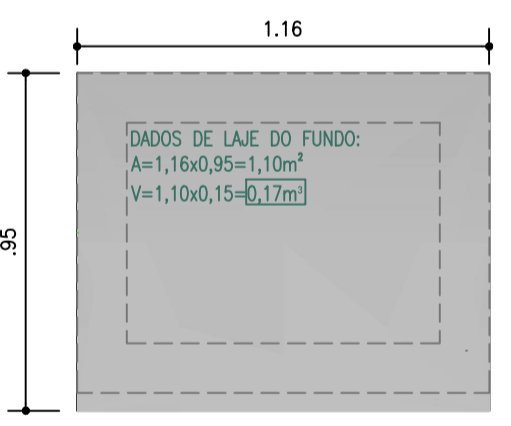 1.16
DADOS DE LAJE DO FUNDO:
A=1,16x0,95=1,10m²
V=1,10x0,15=0,17m³
.95